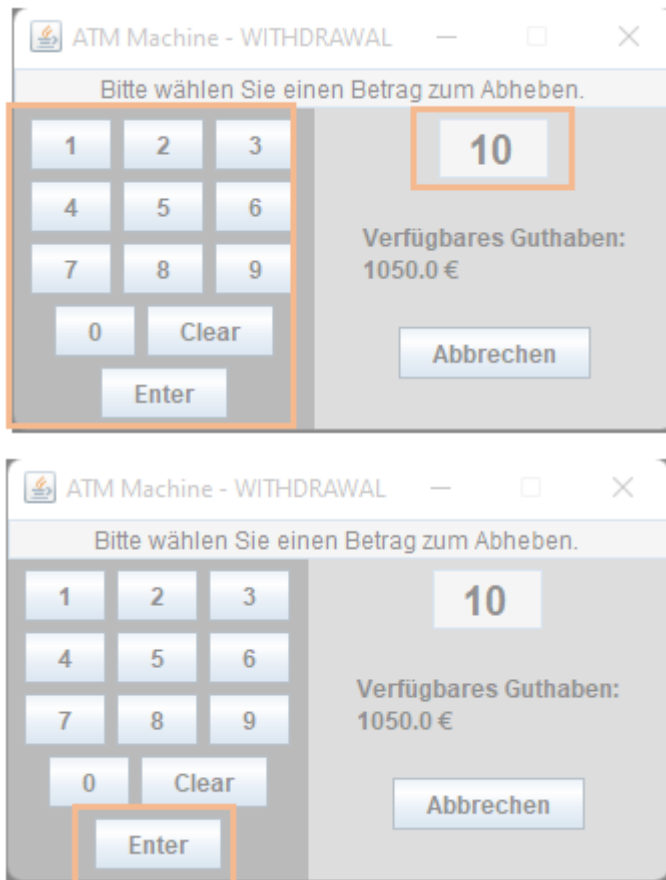 ATM Machine - WITHDRAWAL
Bitte wählen Sie einen Betrag zum Abheben.
1 2 3
4 5 6
7 8 9
0 Clear
Enter
10
Verfügbares Guthaben:
1050.0 €
Abbrechen
ATM Machine - WITHDRAWAL
Bitte wählen Sie einen Betrag zum Abheben.
1 2 3
4 5 6
7 8 9
0 Clear
Enter
10
Verfügbares Guthaben:
1050.0 €
Abbrechen